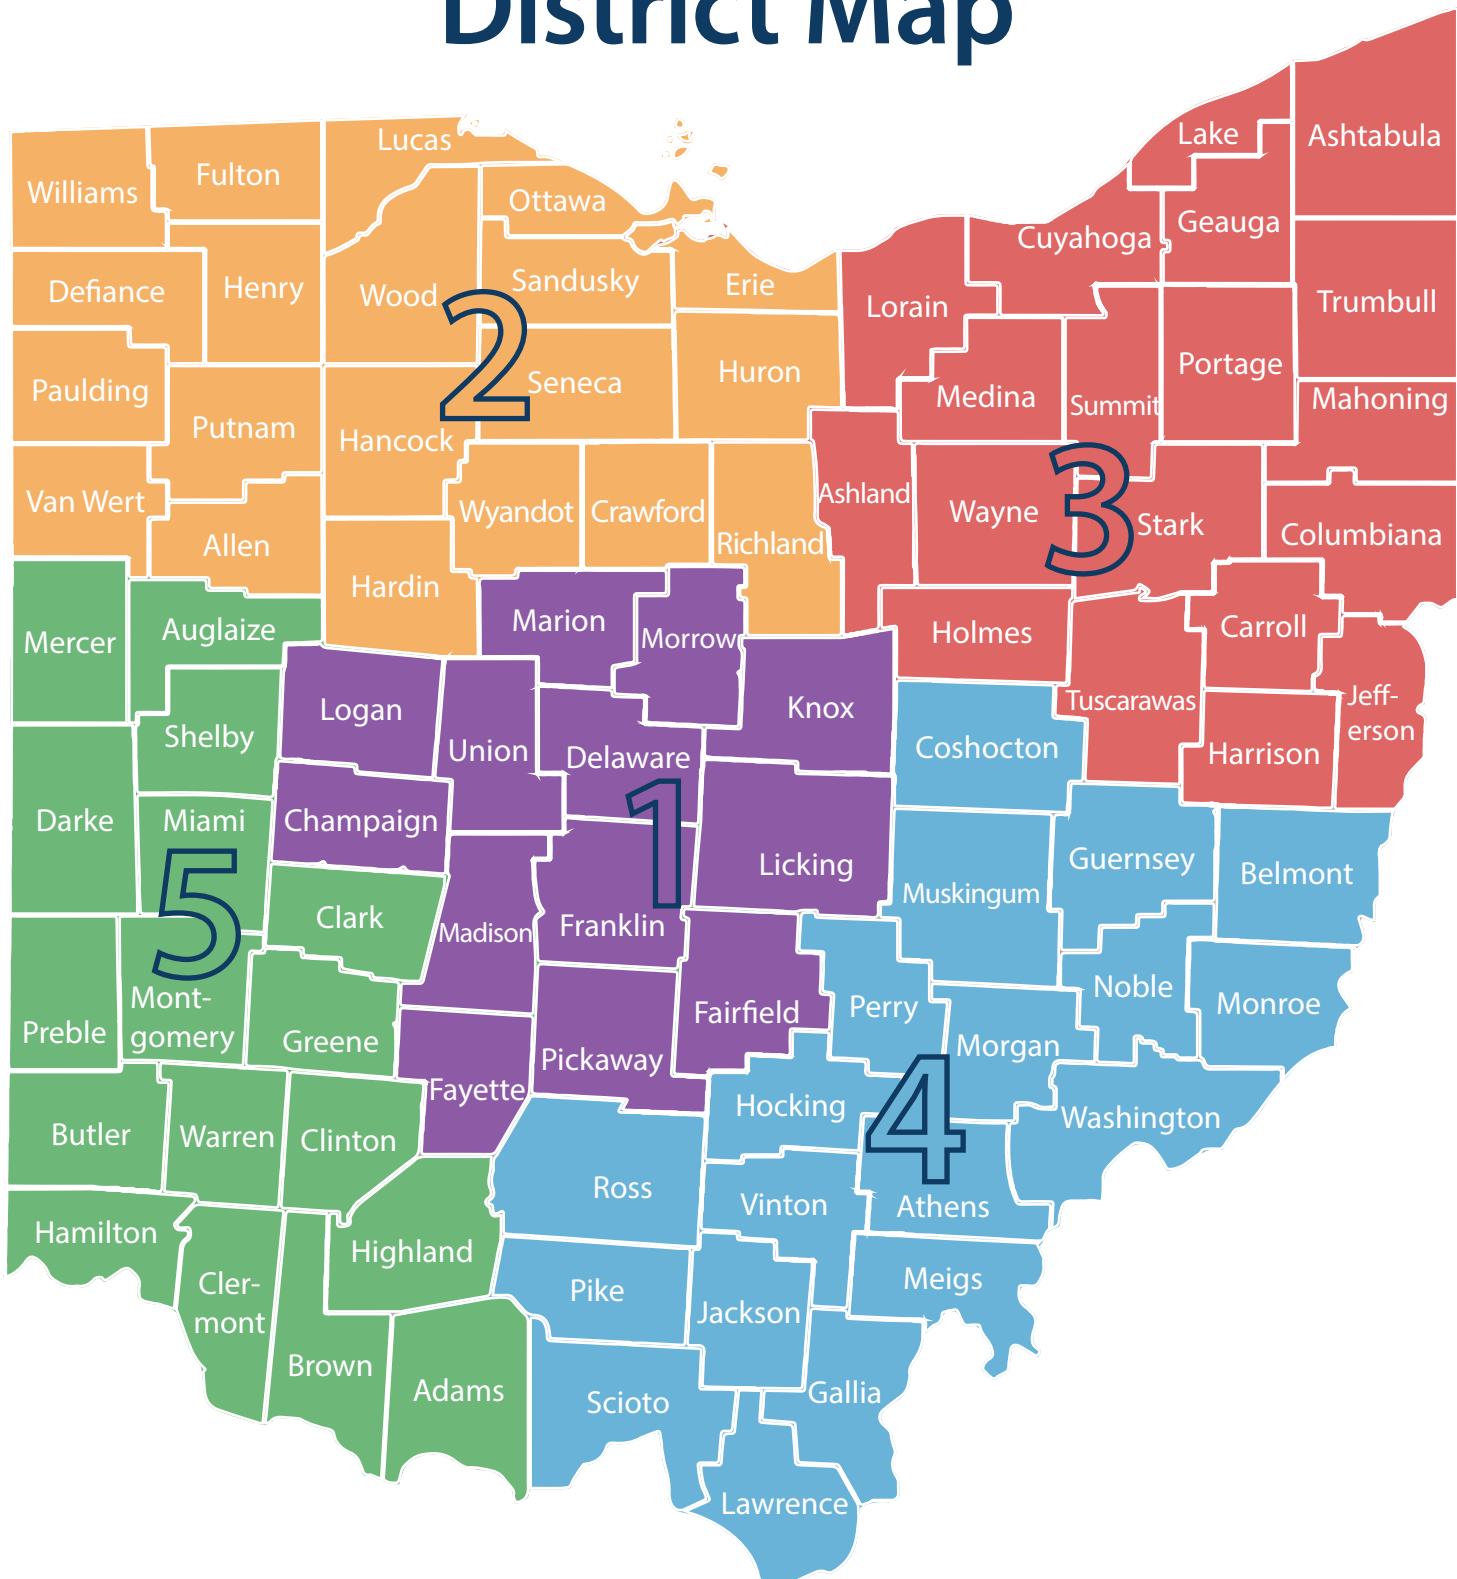 District Map
Lake
Ashtabula
Lucas
Fulton
Williams
Ottawa
Geauga
Cuyahoga
Sandusky
Erie
Henry
Defiance
Wood
Lorain
Trumbull
2
Portage
Huron
Seneca
Paulding
Medina
Summit
Mahoning
Putnam
Hancock
Van Wert
Ashland
3
Wyandot
Crawford
Wayne
Stark
Columbiana
Allen
Richland
Hardin
Marion
Carroll
Auglaize
Holmes
Morrow
Mercer
Jeff-
erson
Tuscarawas
Logan
Knox
Shelby
Union
Coshocton
Harrison
Delaware
Darke
Miami
Champaign
1
Guernsey
Licking
Belmont
Muskingum
5
Clark
Franklin
Madison
Noble
Mont-
gomery
Monroe
Perry
Fairfield
Preble
Greene
Morgan
Pickaway
Fayette
Hocking
Washington
4
Butler
Warren
Clinton
Ross
Vinton
Athens
Hamilton
Highland
Meigs
Cler-
mont
Pike
Jackson
Brown
Adams
Gallia
Scioto
Lawrence